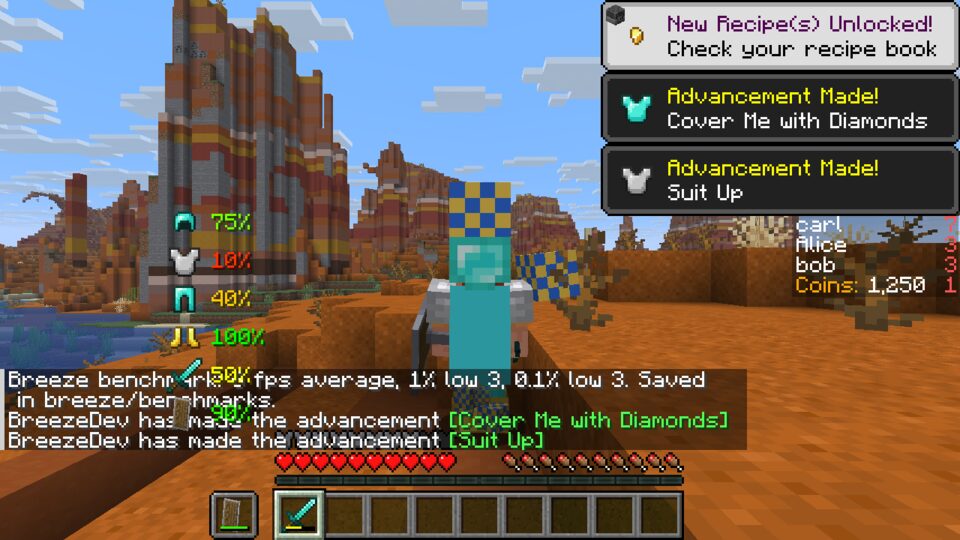 New Recipe(s) Unlocked!
Check your recipe book
Advancement Made!
Cover Me with Diamonds
Advancement Made!
Suit Up
carl 7
Alice 3
bob 3
Coins: 1,250 1
75%
10%
40%
100%
50%
90%
Breeze fps average, 1% low 3, 0.1% low 3. Saved
in breeze/benchmarks.
BreezeDev has made the advancement [Cover Me with Diamonds]
BreezeDev has made the advancement [Suit Up]